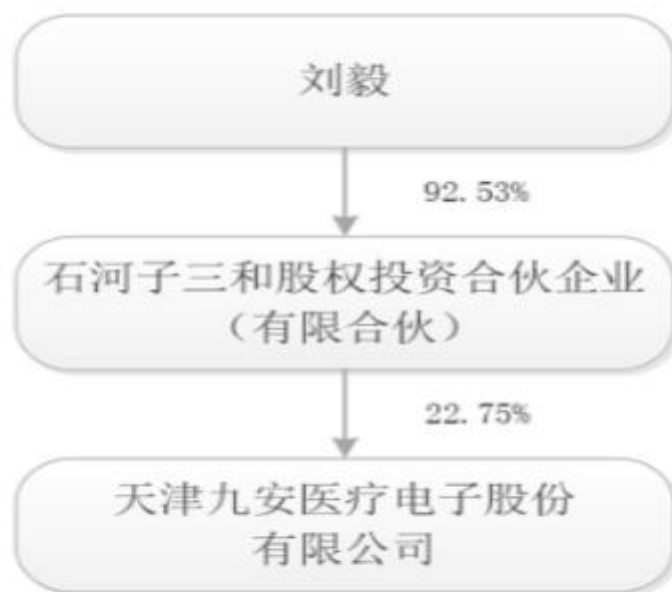 刘毅
92.53%
石河子三和股权投资合伙企业
（有限合伙）
22.75%
天津九安医疗电子股份
有限公司